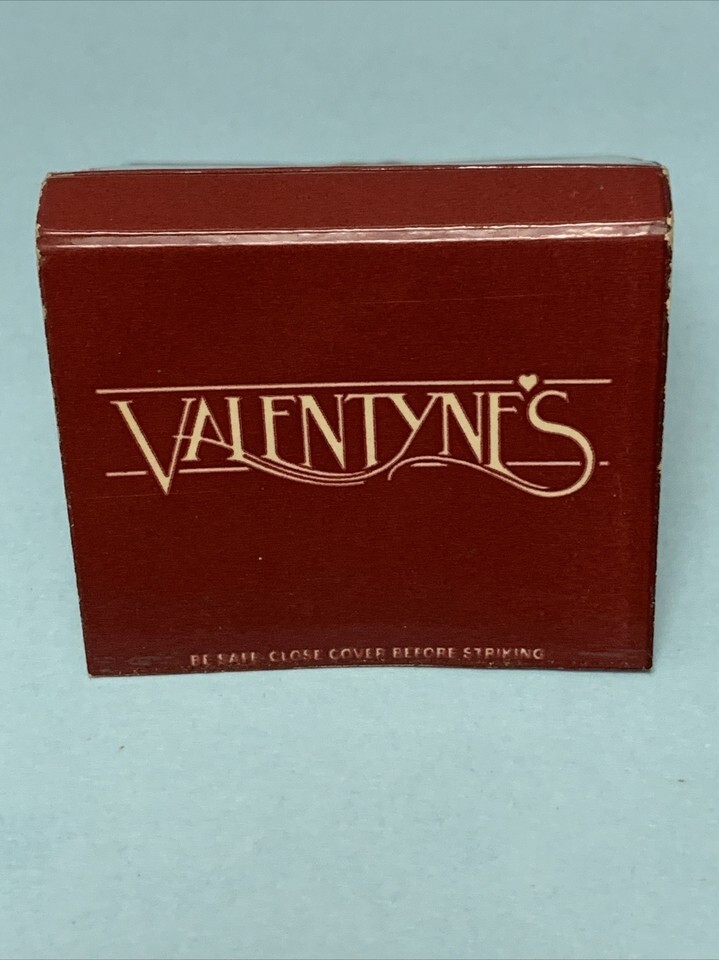 VALENTYNE'S
BE SAFE CLOSE COVER BEFORE STRIKING